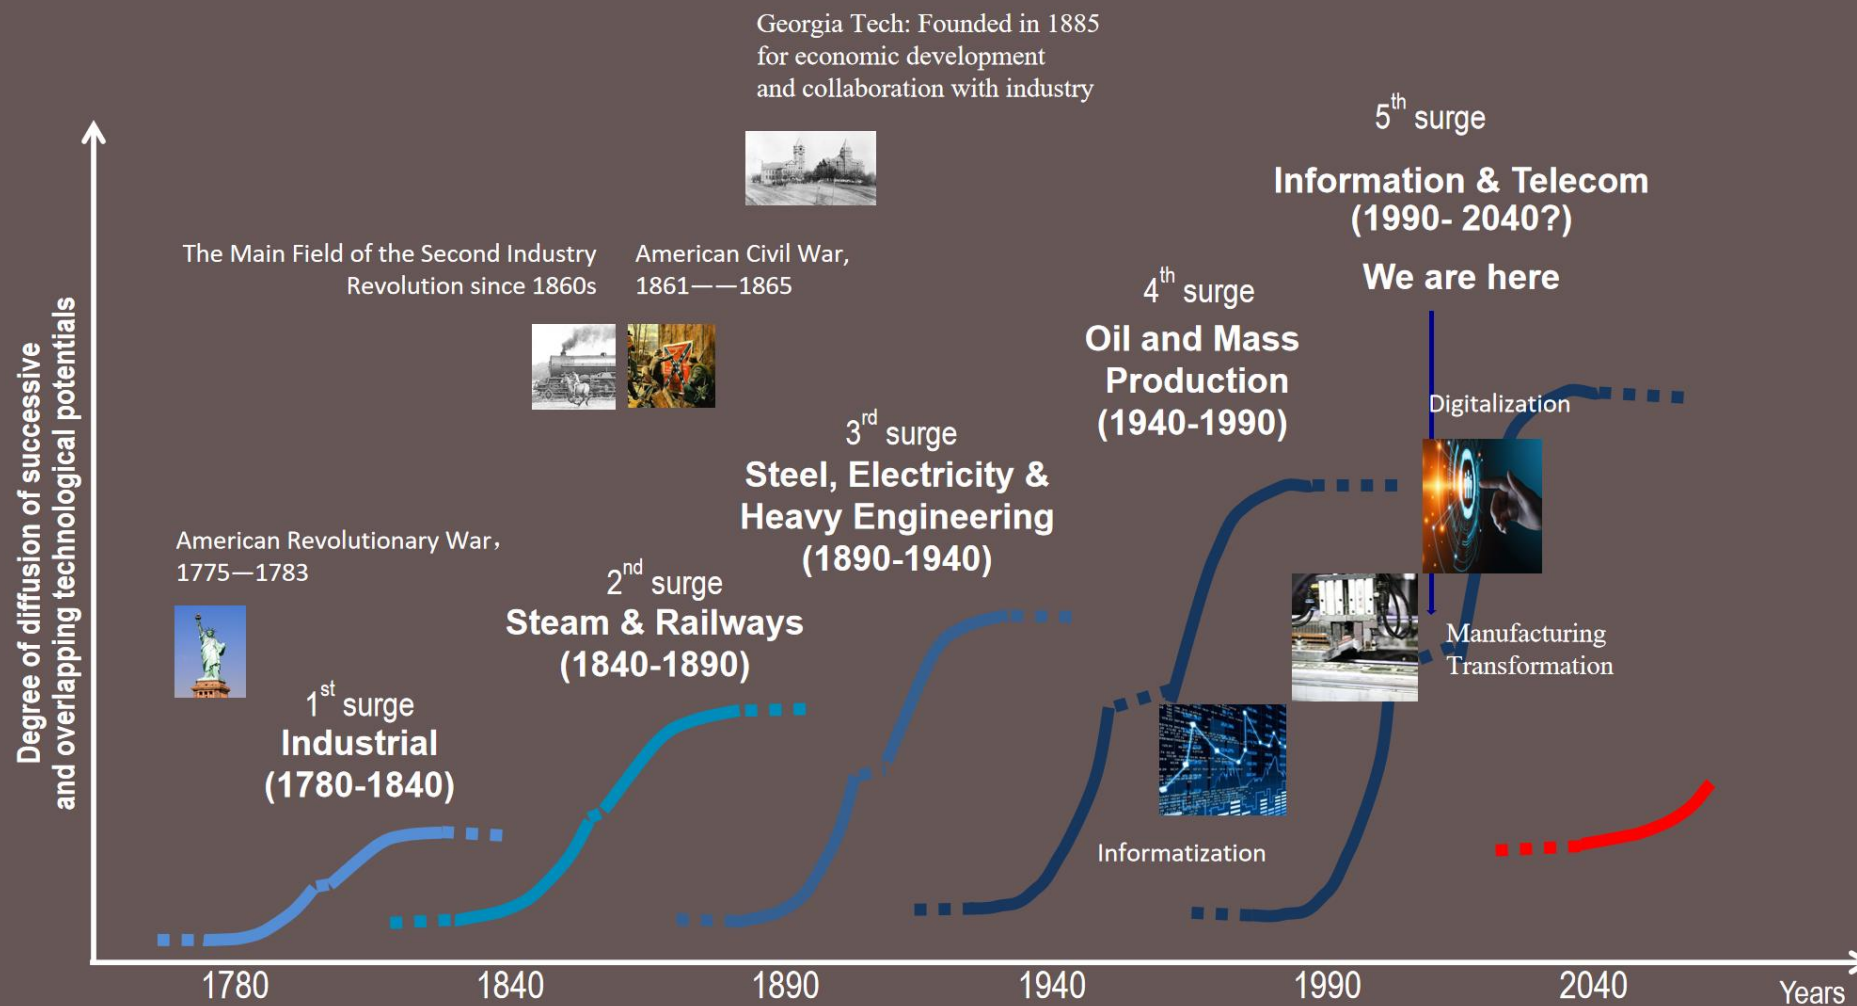 Georgia Tech: Founded in 1885
for economic development
and collaboration with industry
5th surge
Information & Telecom
(1990- 2040?)
We are here
The Main Field of the Second Industry
Revolution since 1860s
American Civil War,
1861——1865
4th surge
Oil and Mass
Production
(1940-1990)
Digitalization
3rd surge
Steel, Electricity &
Heavy Engineering
(1890-1940)
American Revolutionary War，
1775—1783
2nd surge
Steam & Railways
(1840-1890)
Manufacturing
Transformation
1st surge
Industrial
(1780-1840)
Informatization
Degree of diffusion of successive
and overlapping technological potentials
1780
1840
1890
1940
1990
2040
Years